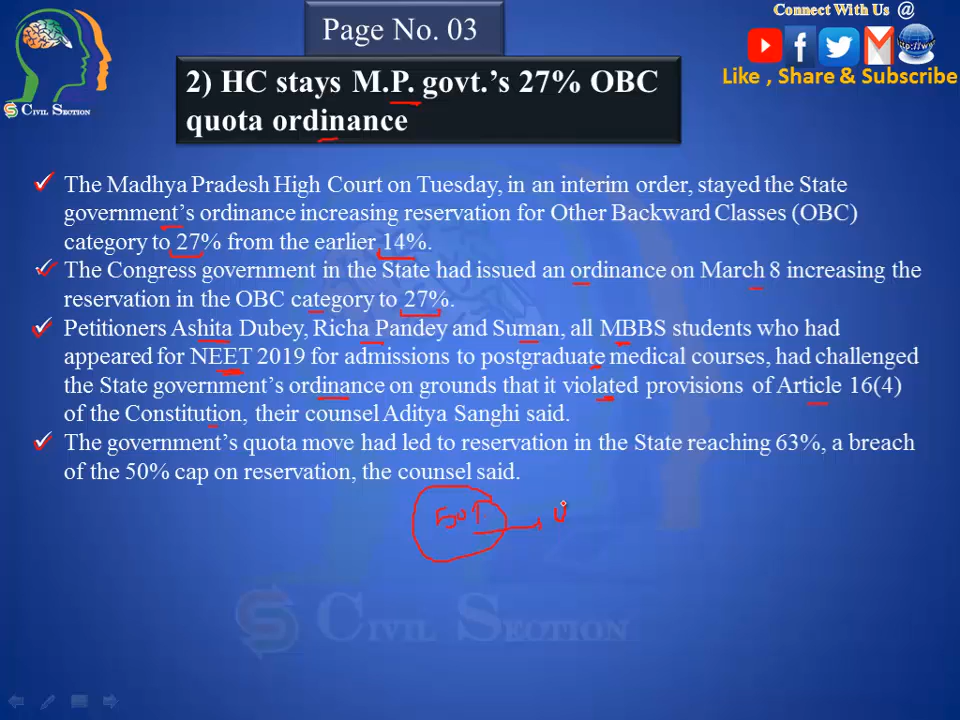 Page No. 03
Connect With Us @
http://www
Like , Share & Subscribe
CIVIL SECTION
2) HC stays M.P. govt.'s 27% OBC
quota ordinance
The Madhya Pradesh High Court on Tuesday, in an interim order, stayed the State
government's ordinance increasing reservation for Other Backward Classes (OBC)
category to 27% from the earlier 14%.
The Congress government in the State had issued an ordinance on March 8 increasing the
reservation in the OBC category to 27%.
Petitioners Ashita Dubey, Richa Pandey and Suman, all MBBS students who had
appeared for NEET 2019 for admissions to postgraduate medical courses, had challenged
the State government's ordinance on grounds that it violated provisions of Article 16(4)
of the Constitution, their counsel Aditya Sanghi said.
The government's quota move had led to reservation in the State reaching 63%, a breach
of the 50% cap on reservation, the counsel said.
CIVIL SECTION